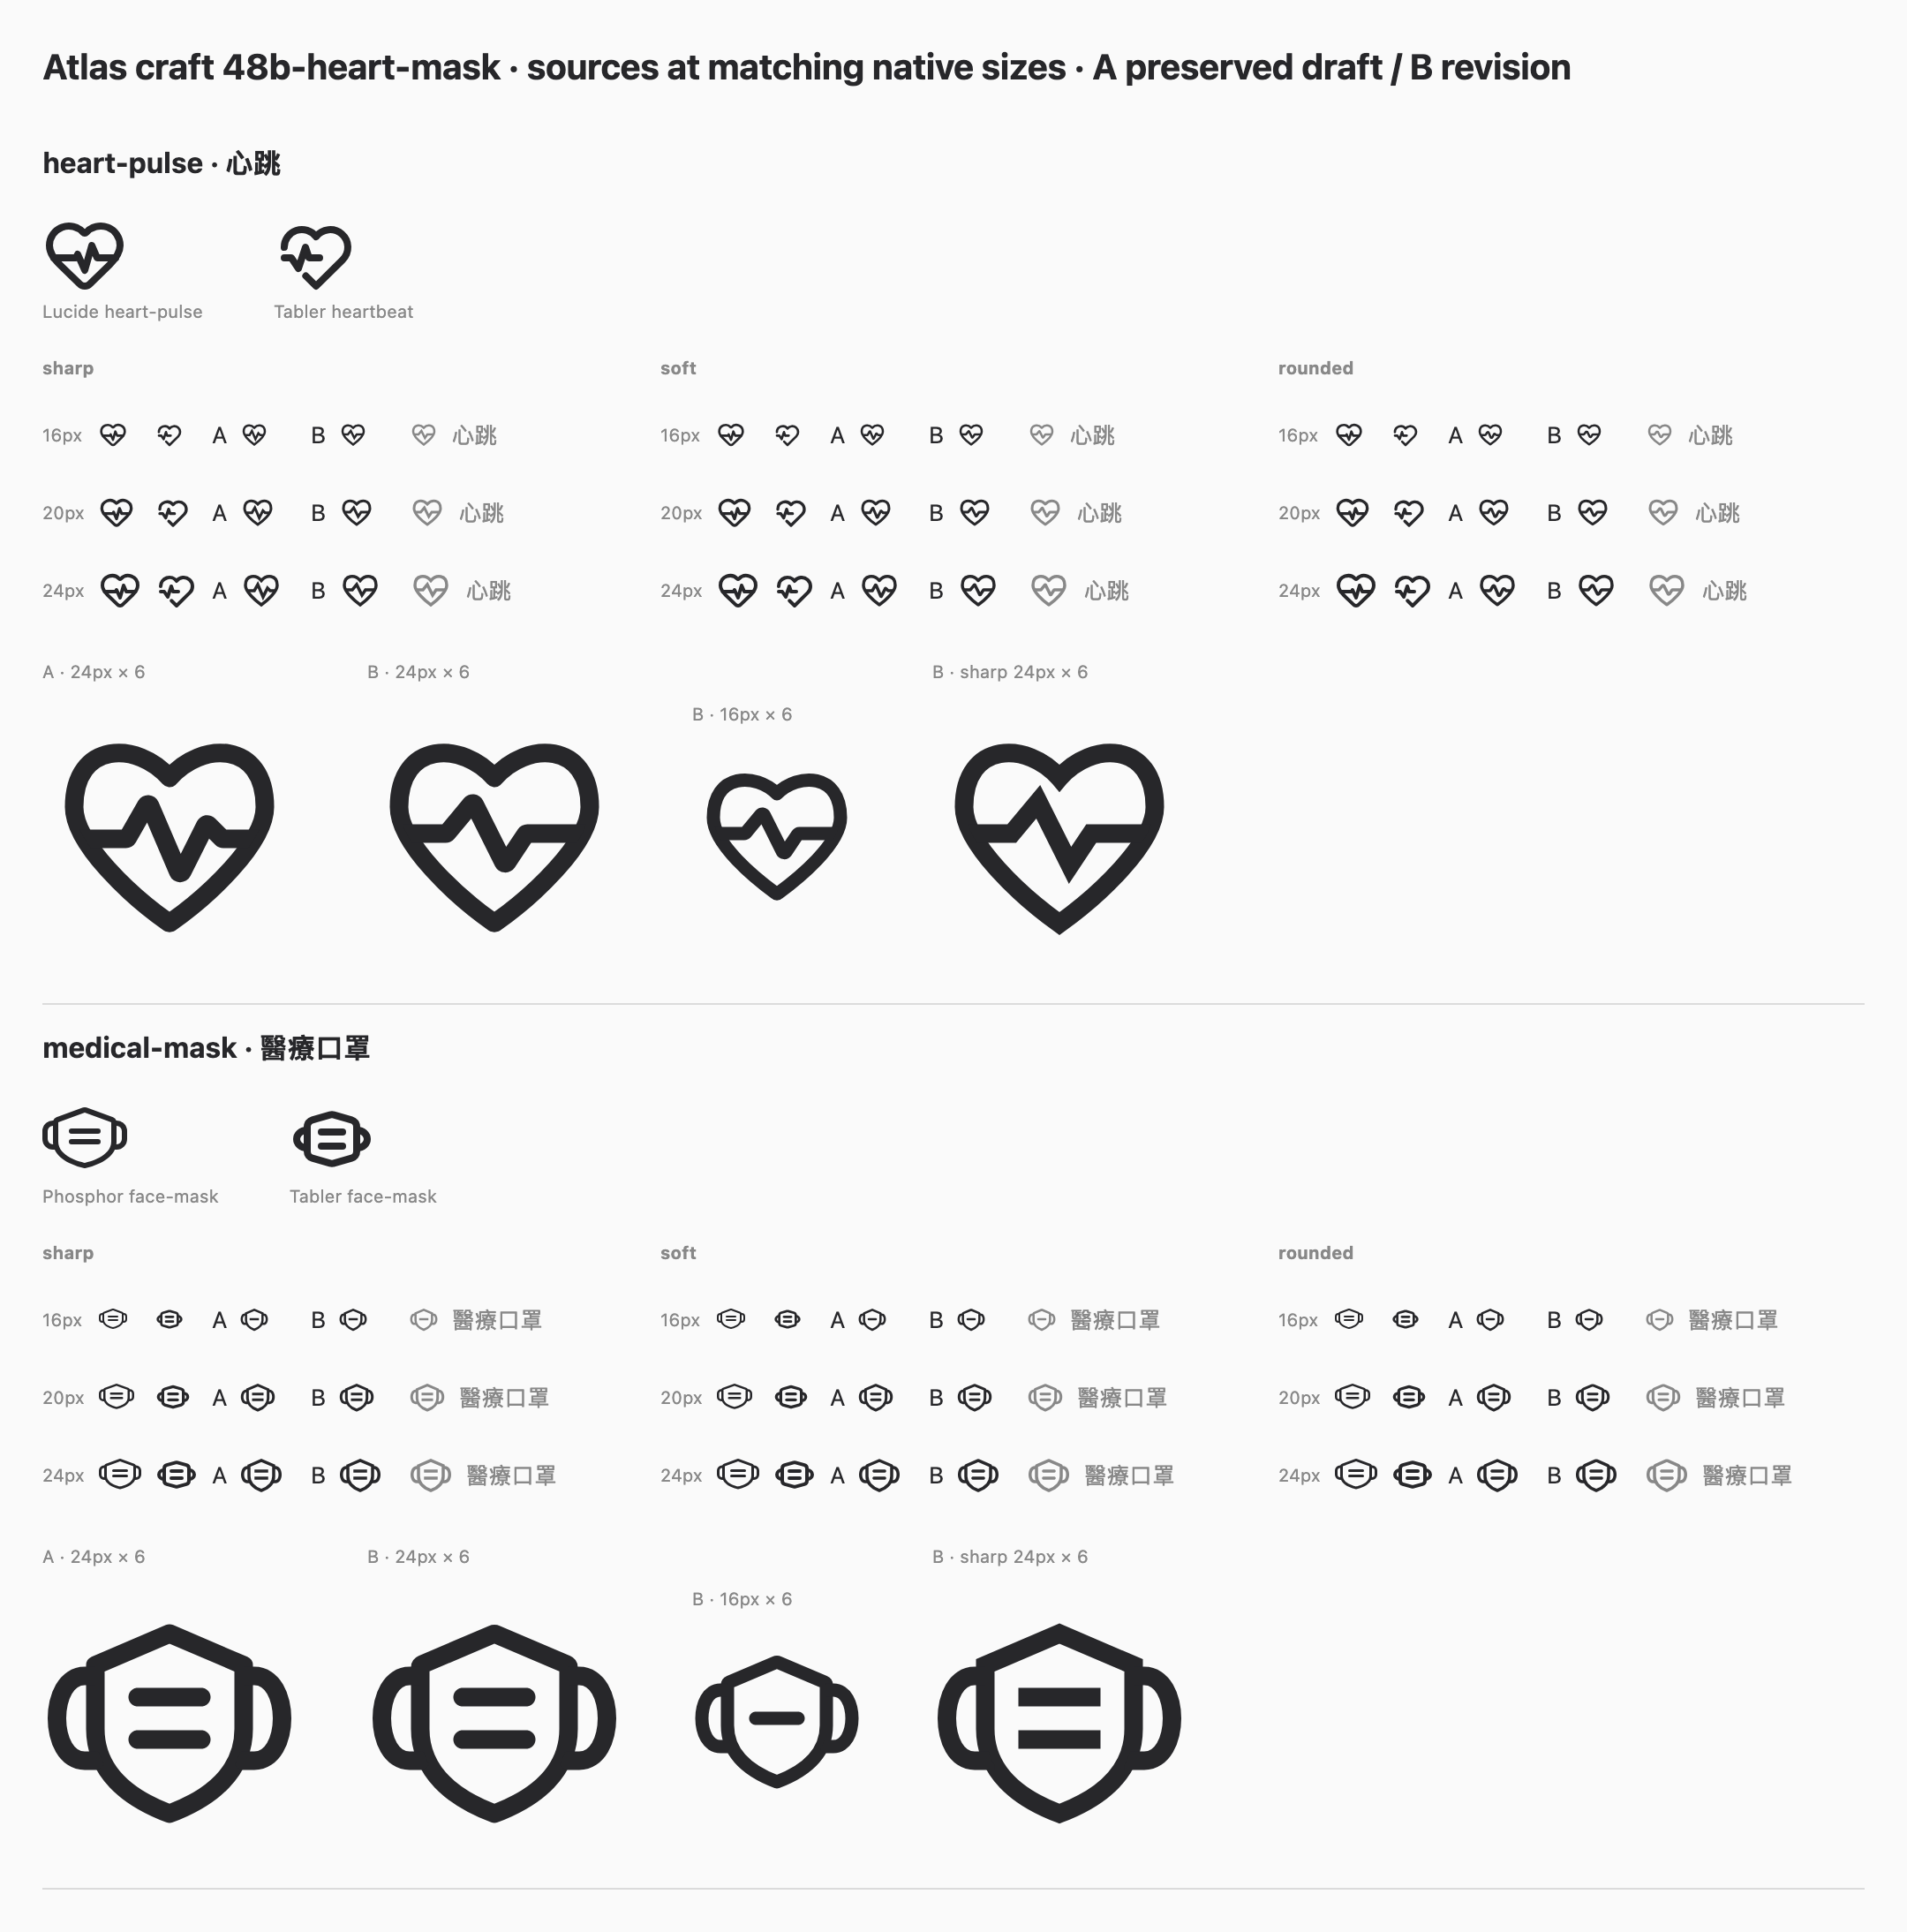 Atlas craft 48b-heart-mask · sources at matching native sizes · A preserved draft / B revision
heart-pulse · 心跳
Lucide heart-pulse
Tabler heartbeat
sharp
soft
rounded
16px A B 心跳
16px A B 心跳
16px A B 心跳
20px A B 心跳
20px A B 心跳
20px A B 心跳
24px A B 心跳
24px A B 心跳
24px A B 心跳
A · 24px × 6
B · 24px × 6
B · 16px × 6
B · sharp 24px × 6
medical-mask · 醫療口罩
Phosphor face-mask
Tabler face-mask
sharp
soft
rounded
16px A B 醫療口罩
16px A B 醫療口罩
16px A B 醫療口罩
20px A B 醫療口罩
20px A B 醫療口罩
20px A B 醫療口罩
24px A B 醫療口罩
24px A B 醫療口罩
24px A B 醫療口罩
A · 24px × 6
B · 24px × 6
B · 16px × 6
B · sharp 24px × 6